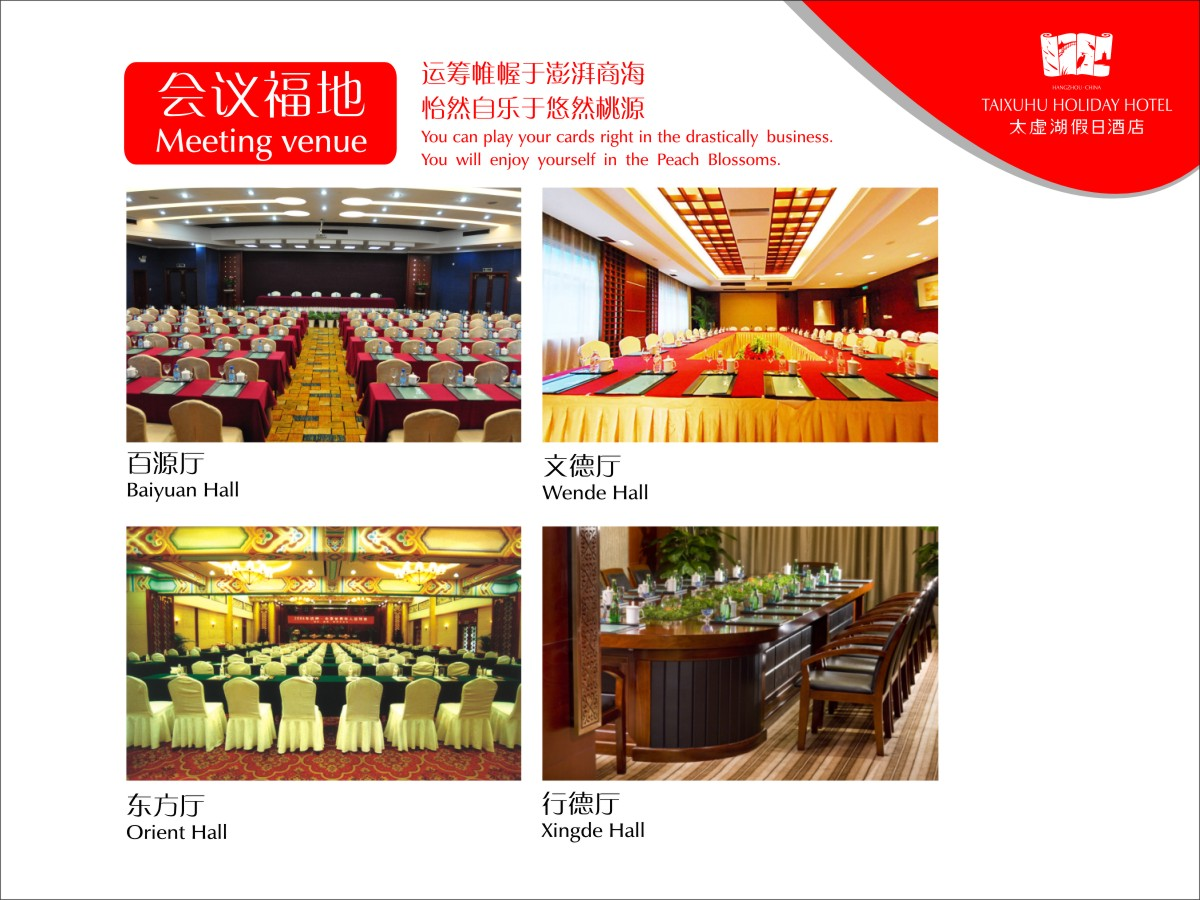 会议福地
Meeting venue
运筹帷幄于澎湃商海
怡然自乐于悠然桃源
You can play your cards right in the drastically business.
You will enjoy yourself in the Peach Blossoms.
HANGZHOU·CHINA
TAIXUHU HOLIDAY HOTEL
太虚湖假日酒店
百源厅
Baiyuan Hall
文德厅
Wende Hall
东方厅
Orient Hall
行德厅
Xingde Hall